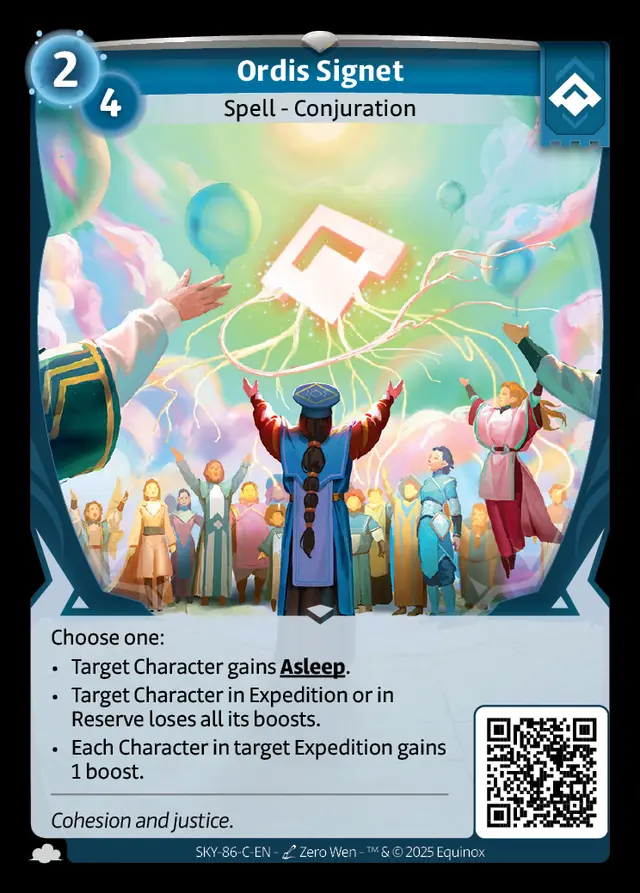 2
Ordis Signet
4
Spell - Conjuration
Choose one:
• Target Character gains Asleep.
• Target Character in Expedition or in
Reserve loses all its boosts.
• Each Character in target Expedition gains
1 boost.
Cohesion and justice.
SKY-86-C-EN - Zero Wen - ™ & © 2025 Equinox